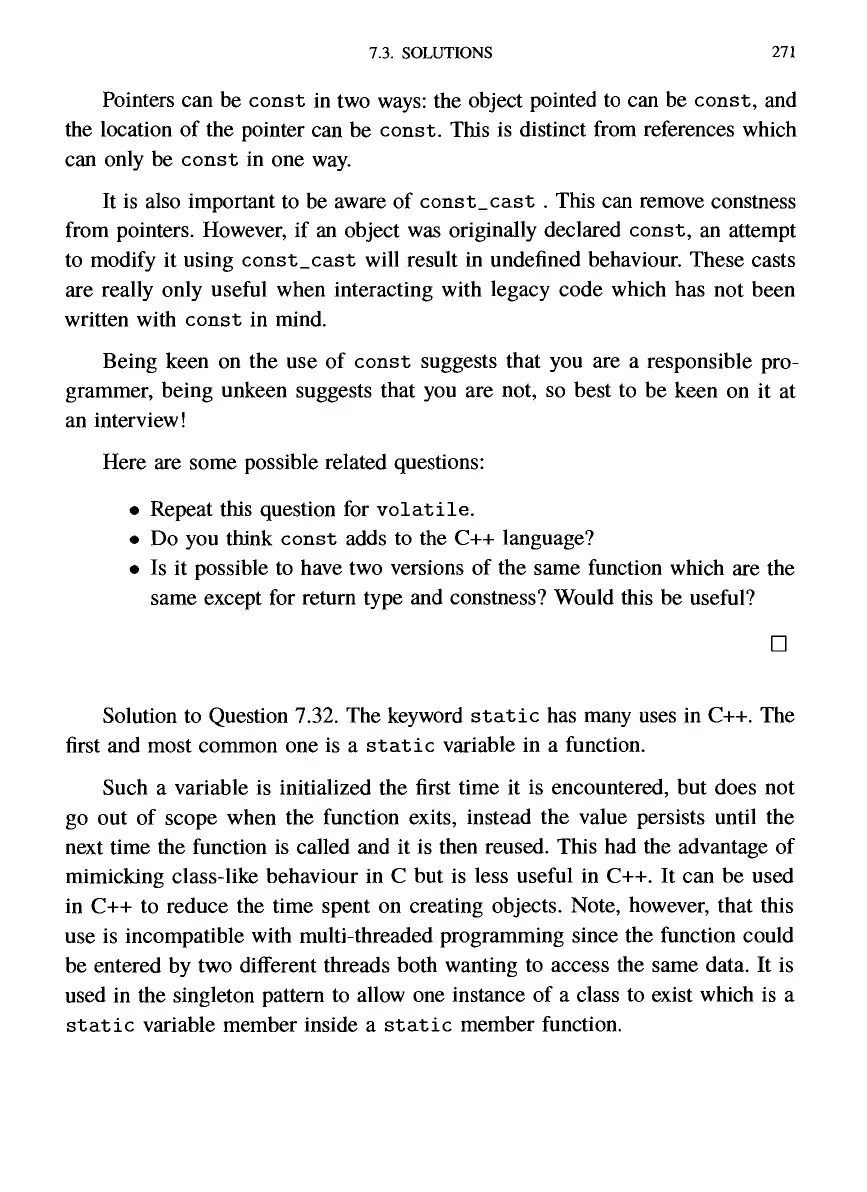 7.3. SOLUTIONS 271
Pointers can be const in two ways: the object pointed to can be const, and
the location of the pointer can be const. This is distinct from references which
can only be const in one way.
It is also important to be aware of const_cast . This can remove constness
from pointers. However, if an object was originally declared const, an attempt
to modify it using const_cast will result in undefined behaviour. These casts
are really only useful when interacting with legacy code which has not been
written with const in mind.
Being keen on the use of const suggests that you are a responsible pro-
grammer, being unkeen suggests that you are not, so best to be keen on it at
an interview!
Here are some possible related questions:
• Repeat this question for volatile.
• Do you think const adds to the C++ language?
• Is it possible to have two versions of the same function which are the
same except for return type and constness? Would this be useful?
□
Solution to Question 7.32. The keyword static has many uses in C++. The
first and most common one is a static variable in a function.
Such a variable is initialized the first time it is encountered, but does not
go out of scope when the function exits, instead the value persists until the
next time the function is called and it is then reused. This had the advantage of
mimicking class-like behaviour in C but is less useful in C++. It can be used
in C++ to reduce the time spent on creating objects. Note, however, that this
use is incompatible with multi-threaded programming since the function could
be entered by two different threads both wanting to access the same data. It is
used in the singleton pattern to allow one instance of a class to exist which is a
static variable member inside a static member function.